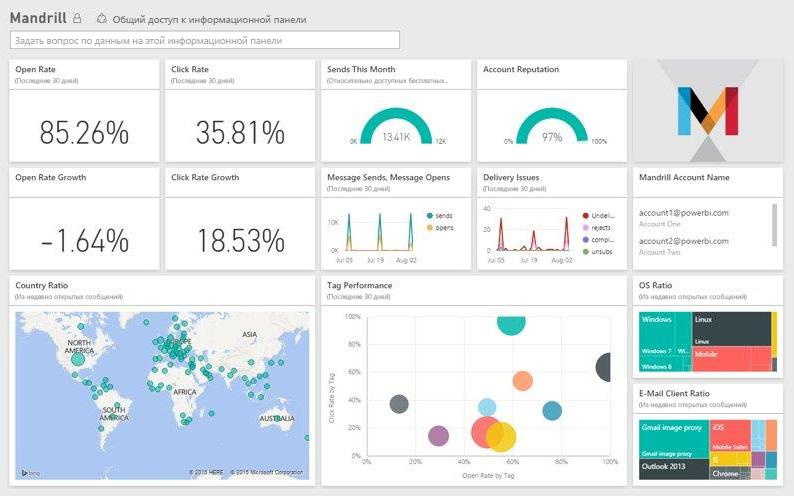 Mandrill
Общий доступ к информационной панели
Задать вопрос по данным на этой информационной панели
Open Rate
(Последние 30 дней)
85.26%
Click Rate
(Последние 30 дней)
35.81%
Sends This Month
(Относительно доступных бесплатных...
0K
13.41K
12K
Account Reputation
0%
97%
100%
Open Rate Growth
-1.64%
Click Rate Growth
18.53%
Message Sends, Message Opens
(Последние 30 дней)
10K
0K
Jul 05
Jul 19
Aug 02
sends
opens
Delivery Issues
(Последние 30 дней)
40
20
0
Jul 05
Jul 19
Aug 02
Undeli...
rejects
compl...
unsubs
Mandrill Account Name
account1@powerbi.com
Account One
account2@powerbi.com
Account Two
Country Ratio
(Из недавно открытых сообщений)
NORTH
AMERICA
EUROPE
ASIA
AFRICA
SOUTH
AMERICA
AUSTRALIA
bing
© 2015 HERE © 2015 Microsoft Corporation
Tag Performance
(Последние 30 дней)
Click Rate by Tag
100%
80%
60%
40%
20%
0%
0%
20%
40%
60%
80%
100%
Open Rate by Tag
OS Ratio
(Из недавно открытых сообщений)
Windows
Windows 7
Wi...
Windows 8
Linux
Linux
Mobile
E-Mail Client Ratio
(Из недавно открытых сообщений)
Gmail image proxy
Gmail image proxy
Outlook 2013
iOS
Mobile Safari
IE
Chrome